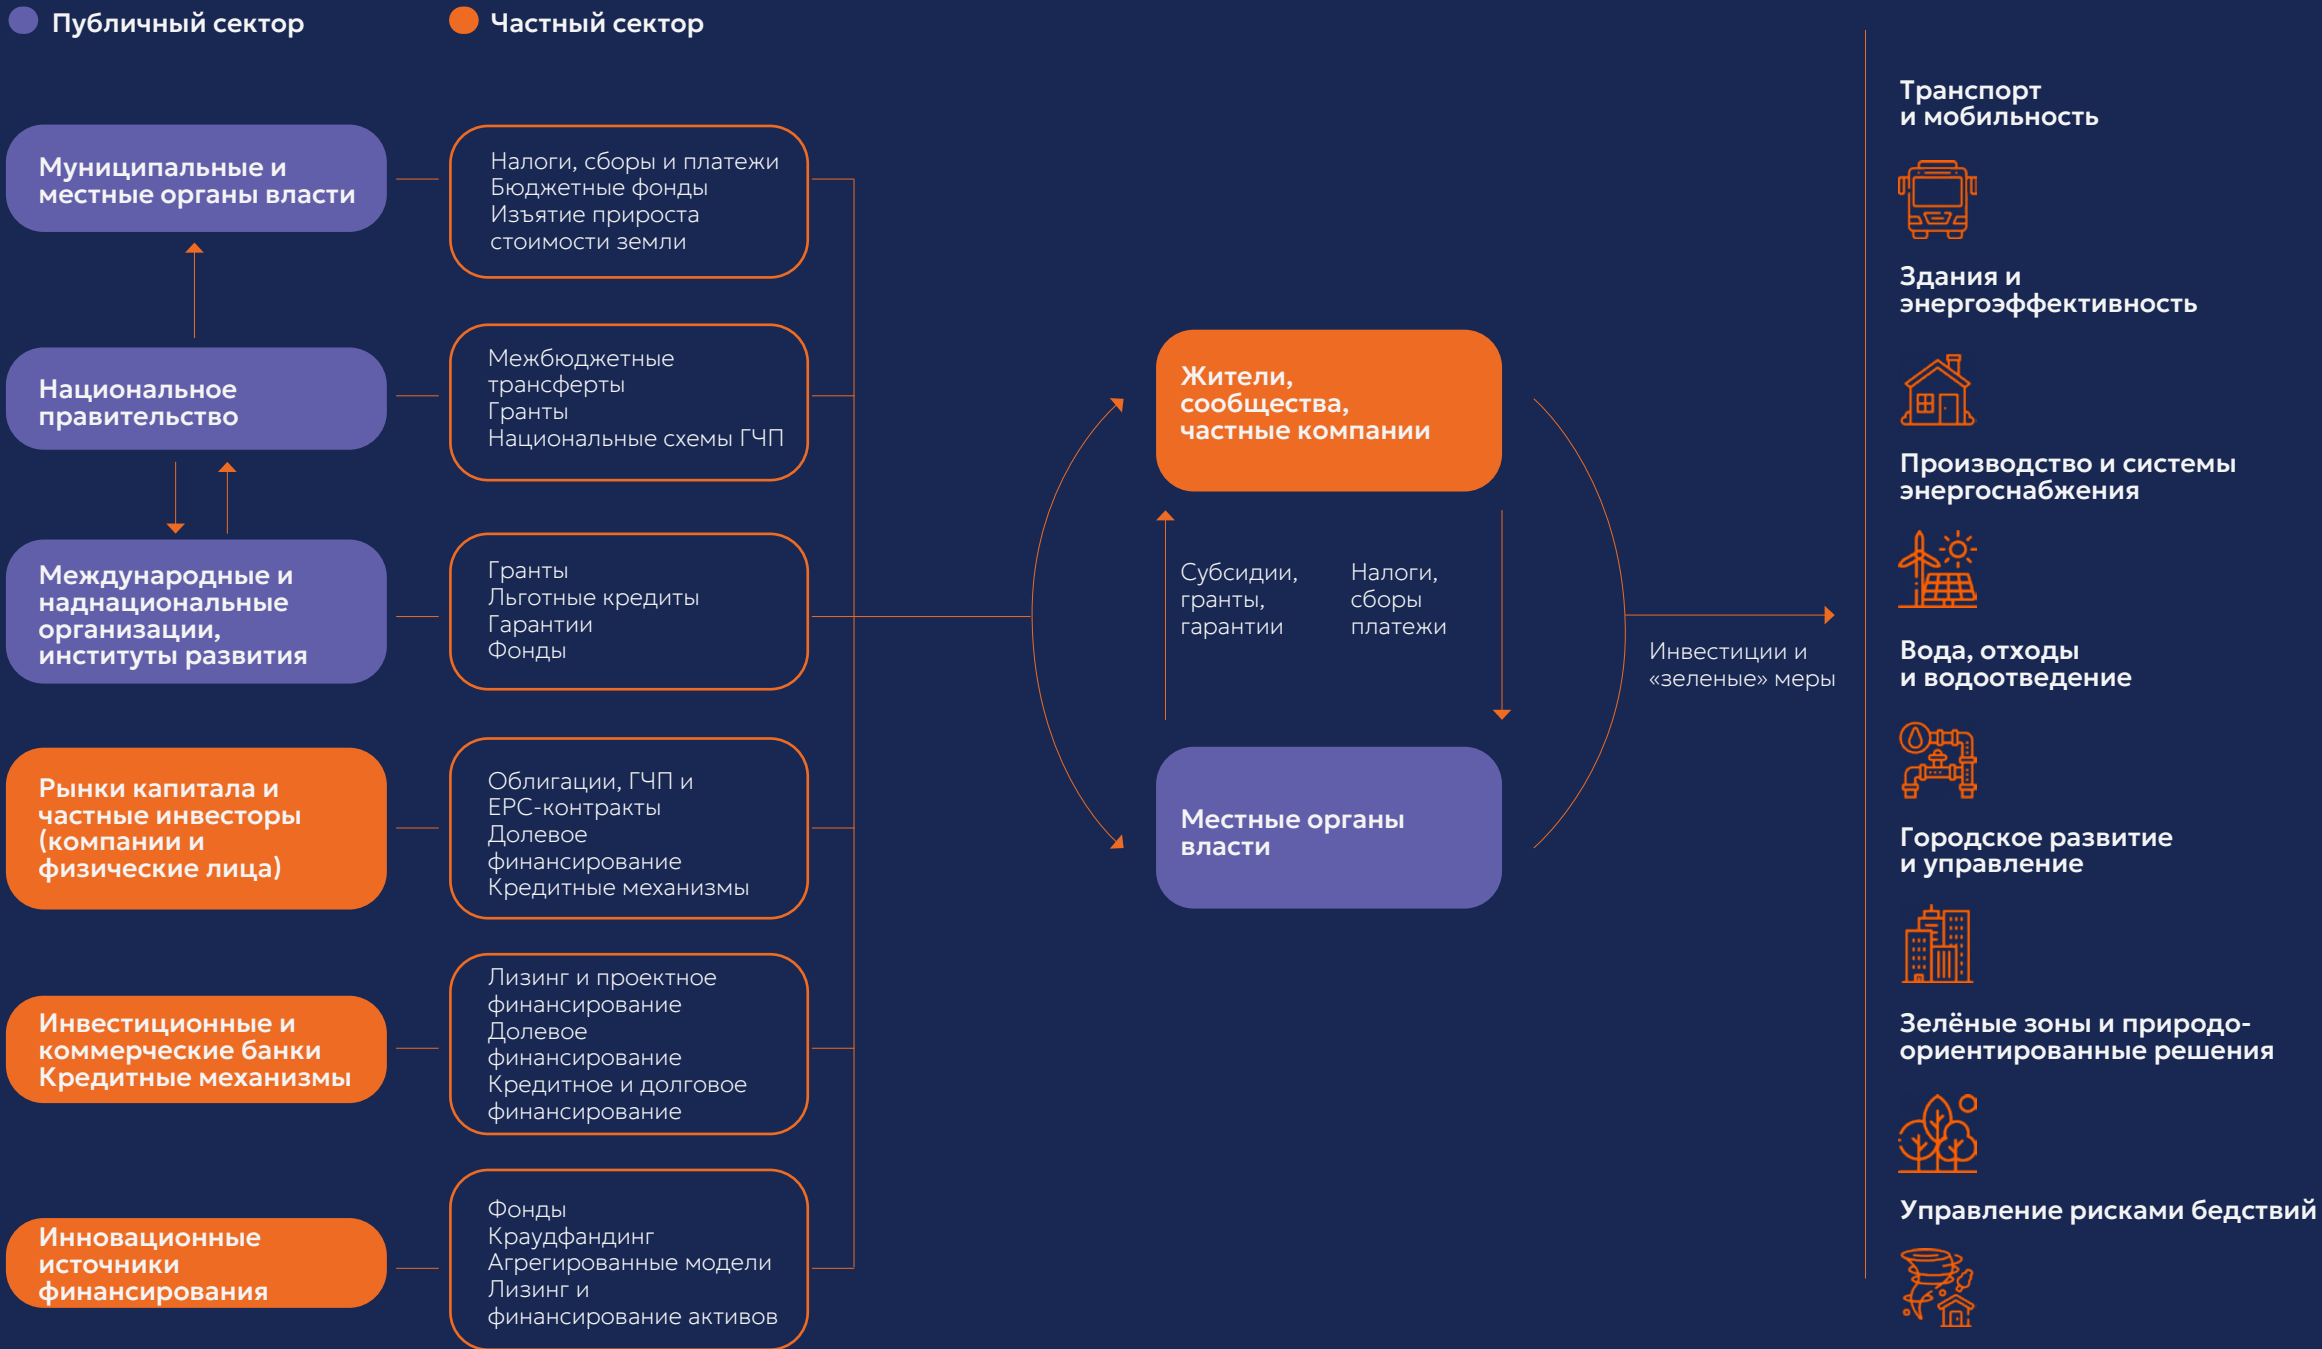 Публичный сектор
Частный сектор
Муниципальные и
местные органы власти
Налоги, сборы и платежи
Бюджетные фонды
Изъятие прироста
стоимости земли
Национальное
правительство
Межбюджетные
трансферты
Гранты
Национальные схемы ГЧП
Международные и
наднациональные
организации,
институты развития
Гранты
Льготные кредиты
Гарантии
Фонды
Рынки капитала и
частные инвесторы
(компании и
физические лица)
Облигации, ГЧП и
EPC-контракты
Долевое
финансирование
Кредитные механизмы
Инвестиционные и
коммерческие банки
Кредитные механизмы
Лизинг и проектное
финансирование
Долевое
финансирование
Кредитное и долговое
финансирование
Инновационные
источники
финансирования
Фонды
Краудфандинг
Агрегированные модели
Лизинг и
финансирование активов
Жители,
сообщества,
частные компании
Субсидии,
гранты,
гарантии
Налоги,
сборы
платежи
Местные органы
власти
Инвестиции и
«зеленые» меры
Транспорт
и мобильность
Здания и
энергоэффективность
Производство и системы
энергоснабжения
Вода, отходы
и водоотведение
Городское развитие
и управление
Зелёные зоны и природо-
ориентированные решения
Управление рисками бедствий